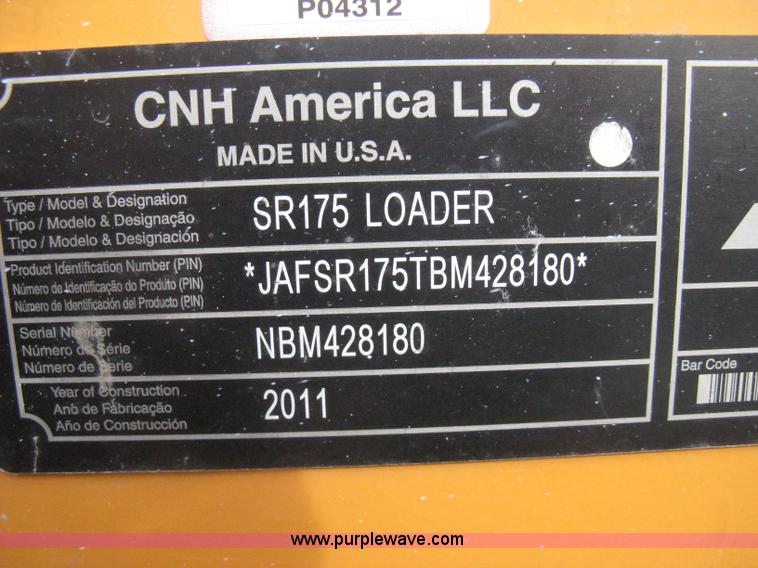 P04312
CNH America LLC
MADE IN U.S.A.
Type / Model & Designation
Tipo / Modelo & Designação
Tipo / Modelo & Designación
SR175 LOADER
Product Identification Number (PIN)
Número de Identificação do Produto (PIN)
Número de Identificación del Producto (PIN)
*JAFSR175TBM428180*
Serial Number
Número de Série
Número de Serie
NBM428180
Year of Construction
Ano de Fabricação
Año de Construcción
2011
Bar Code
www.purplewave.com